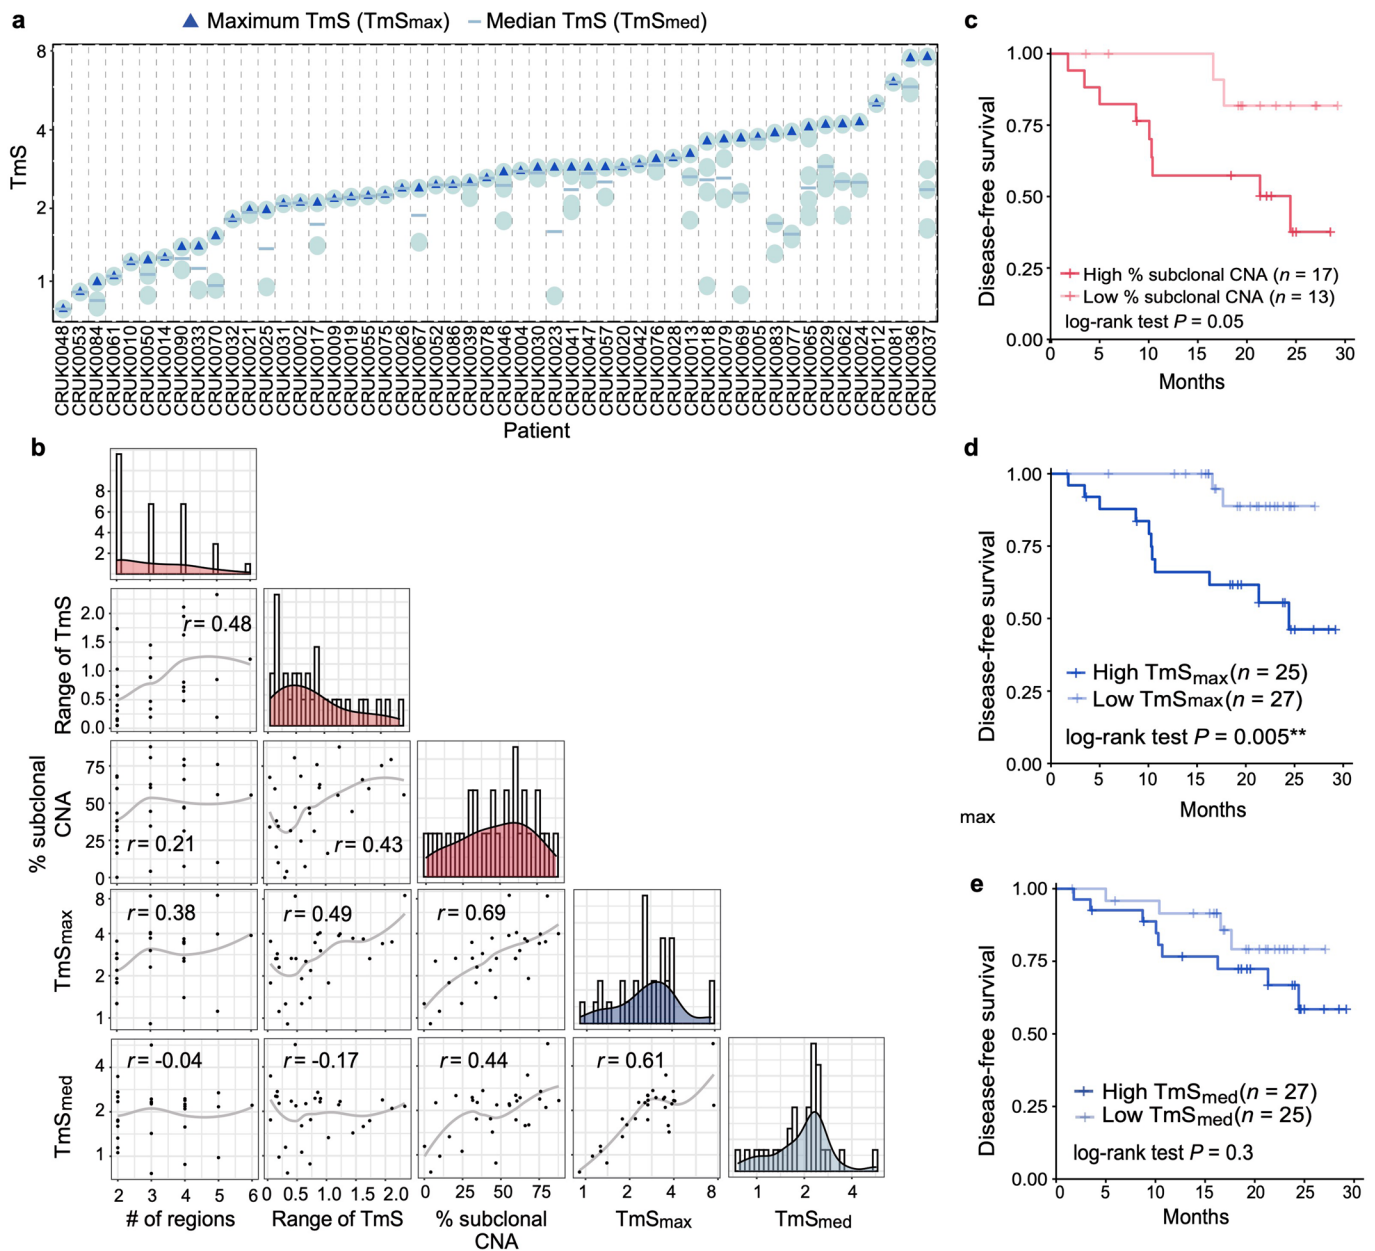 a
Maximum TmS (TmSmax)
Median TmS (TmSmed)
8
4
2
1
TmS
CRUK0048
CRUK0053
CRUK0084
CRUK0061
CRUK0010
CRUK0050
CRUK0014
CRUK0090
CRUK0033
CRUK0070
CRUK0032
CRUK0021
CRUK0025
CRUK0031
CRUK0002
CRUK0017
CRUK0009
CRUK0019
CRUK0055
CRUK0075
CRUK0026
CRUK0067
CRUK0052
CRUK0086
CRUK0039
CRUK0078
CRUK0046
CRUK0004
CRUK0030
CRUK0023
CRUK0041
CRUK0047
CRUK0057
CRUK0020
CRUK0042
CRUK0076
CRUK0028
CRUK0013
CRUK0018
CRUK0079
CRUK0069
CRUK0005
CRUK0083
CRUK0077
CRUK0065
CRUK0029
CRUK0062
CRUK0024
CRUK0012
CRUK0081
CRUK0036
CRUK0037
Patient
b
8
6
4
2
Range of TmS
2.0
1.5
1.0
0.5
0.0
r = 0.48
% subclonal
CNA
75
50
25
0
r = 0.21
r = 0.43
TmSmax
8
4
2
1
r = 0.38
r = 0.49
r = 0.69
TmSmed
4
2
1
r = -0.04
r = -0.17
r = 0.44
r = 0.61
2 3 4 5 6
0 0.5 1.0 1.5 2.0
0 25 50 75
1 2 4 8
1 2 4
# of regions
Range of TmS
% subclonal
CNA
TmSmax
TmSmed
c
Disease-free survival
1.00
0.75
0.50
0.25
0.00
High % subclonal CNA (n = 17)
Low % subclonal CNA (n = 13)
log-rank test P = 0.05
0 5 10 15 20 25 30
Months
d
Disease-free survival
1.00
0.75
0.50
0.25
0.00
High TmSmax(n = 25)
Low TmSmax(n = 27)
log-rank test P = 0.005**
0 5 10 15 20 25 30
Months
max
e
Disease-free survival
1.00
0.75
0.50
0.25
0.00
High TmSmed(n = 27)
Low TmSmed(n = 25)
log-rank test P = 0.3
0 5 10 15 20 25 30
Months